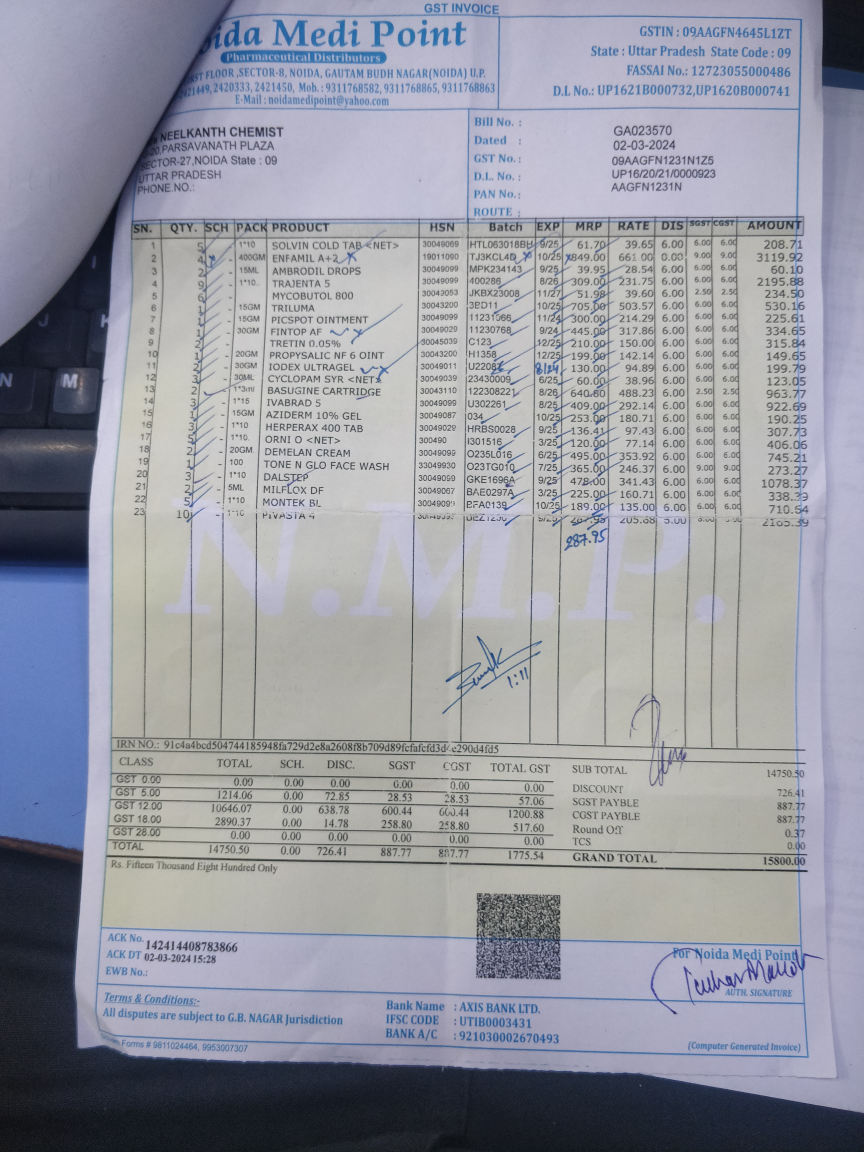 GST INVOICE
ida Medi Point
Pharmaceutical Distributors
ST FLOOR ,SECTOR-8, NOIDA, GAUTAM BUDH NAGAR(NOIDA) U.P.
2421449, 2420333, 2421450, Mob. : 9311768582, 9311768865, 9311768863
E-Mail : noidamedipoint@yahoo.com
GSTIN : 09AAGFN4645L1ZT
State : Uttar Pradesh State Code : 09
FASSAI No.: 12723055000486
D.L No.: UP1621B000732,UP1620B000741
NEELKANTH CHEMIST
PARSAVANATH PLAZA
SECTOR-27,NOIDA State : 09
UTTAR PRADESH
PHONE.NO.:
Bill No. : GA023570
Dated : 02-03-2024
GST No. : 09AAGFN1231N1Z5
D.L. No. : UP16/20/21/0000923
PAN No. : AAGFN1231N
ROUTE :
SN. QTY. SCH PACK PRODUCT HSN Batch EXP MRP RATE DIS SGST CGST AMOUNT
1 5 - 1*10 SOLVIN COLD TAB <NET> 30049069 HTL063018BH 9/25 61.70 39.65 6.00 6.00 6.00 208.71
2 4 - 400GM ENFAMIL A+2 19011090 TJ3KCL4D 10/25 849.00 661.00 0.00 9.00 9.00 3119.92
3 2 - 15ML AMBRODIL DROPS 30049099 MPK234143 9/25 39.95 28.54 6.00 6.00 6.00 60.10
4 9 - 1*10. TRAJENTA 5 30049099 400286 8/26 309.00 231.75 6.00 6.00 6.00 2195.88
5 6 - MYCOBUTOL 800 30043053 JKBX23008 11/27 51.98 39.60 6.00 2.50 2.50 234.50
6 1 - 15GM TRILUMA 30043200 3ED11 10/25 705.00 503.57 6.00 6.00 6.00 530.16
7 1 - 15GM PICSPOT OINTMENT 30049099 11231066 11/24 300.00 214.29 6.00 6.00 6.00 225.61
8 1 - 30GM FINTOP AF 30049029 11230768 9/24 445.00 317.86 6.00 6.00 6.00 334.65
9 2 - TRETIN 0.05% 30045039 C123 12/25 210.00 150.00 6.00 6.00 6.00 315.84
10 1 - 20GM PROPYSALIC NF 6 OINT 30043200 H1358 12/25 199.00 142.14 6.00 6.00 6.00 149.65
11 2 - 30GM IODEX ULTRAGEL 30049011 8/24 130.00 94.89 6.00 6.00 6.00 199.79
12 3 - 30ML CYCLOPAM SYR <NET> 30049039 23430009 6/25 60.00 38.96 6.00 6.00 6.00 123.05
13 2 - 1*3ml BASUGINE CARTRIDGE 30043110 122308221 8/26 640.80 488.23 6.00 2.50 2.50 963.77
14 3 - 1*15 IVABRAD 5 30049099 U302261 8/25 409.00 292.14 6.00 6.00 6.00 922.69
15 1 - 15GM AZIDERM 10% GEL 30049087 034 10/25 253.00 180.71 6.00 6.00 6.00 190.25
16 3 - 1*10 HERPERAX 400 TAB 30049029 HRBS0028 9/25 136.41 97.43 6.00 6.00 6.00 307.73
17 5 - 1*10. ORNI O <NET> 300490 I301516 3/25 120.00 77.14 6.00 6.00 6.00 406.06
18 2 - 20GM. DEMELAN CREAM 30049099 O235L016 6/25 495.00 353.92 6.00 6.00 6.00 745.21
19 1 - 100 TONE N GLO FACE WASH 33049930 O23TG010 7/25 365.00 246.37 6.00 9.00 9.00 273.27
20 3 - 1*10 DALSTEP 30049069 GKE1696A 9/25 478.00 341.43 6.00 6.00 6.00 1078.37
21 2 - 5ML MILFLOX DF 30049067 BAE0297A 3/25 225.00 160.71 6.00 6.00 6.00 338.39
22 5 - 1*10 MONTEK BL EFA0139 10/25 189.00 135.00 6.00 6.00 6.00 710.64
23 10 - 1*10 PIVASTA 4 2165.39
287.95
N.M.P.
1:11
IRN NO.:
CLASS TOTAL SCH. DISC. SGST CGST TOTAL GST
GST 0.00 0.00 0.00 0.00 0.00 0.00 0.00
GST 5.00 1214.06 0.00 72.85 28.53 28.53 57.06
GST 12.00 10646.07 0.00 638.78 600.44 600.44 1200.88
GST 18.00 2890.37 0.00 14.78 258.80 258.80 517.60
GST 28.00 0.00 0.00 0.00 0.00 0.00 0.00
TOTAL 14750.50 0.00 726.41 887.77 887.77 1775.54
SUB TOTAL 14750.50
DISCOUNT 726.41
SGST PAYBLE 887.77
CGST PAYBLE 887.77
Round Off 0.37
TCS 0.00
GRAND TOTAL 15800.00
Rs. Fifteen Thousand Eight Hundred Only
ACK No. 142414408783866
ACK DT 02-03-2024 15:28
EWB No.:
For Noida Medi Point
AUTH. SIGNATURE
Terms & Conditions:-
All disputes are subject to G.B. NAGAR Jurisdiction
Bank Name : AXIS BANK LTD.
IFSC CODE : UTIB0003431
BANK A/C : 921030002670493
Forms # 9811024464, 9953007307
(Computer Generated Invoice)